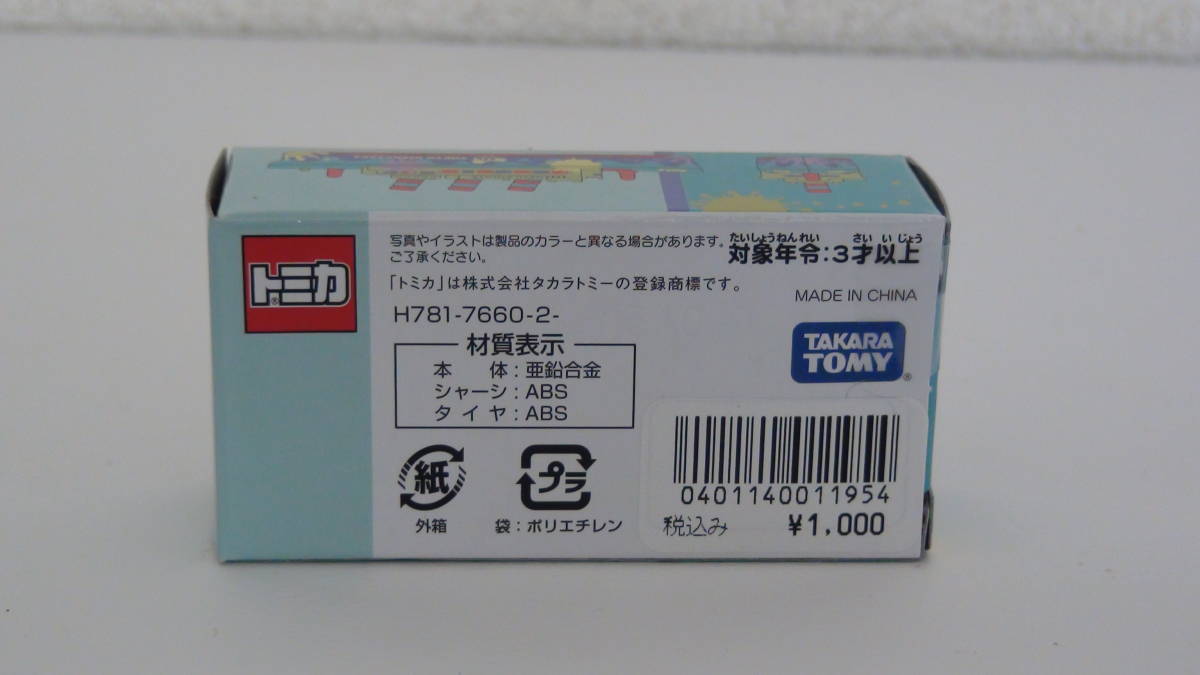 トミカ®
写真やイラストは製品のカラーと異なる場合があります。
ご了承ください。
「トミカ」は株式会社タカラトミーの登録商標です。
H781-7660-2-
たいしょうねんれい さい い じょう
対象年令:3才以上
MADE IN CHINA
TAKARA
TOMY®
材質表示
本 体:亜鉛合金
シャーシ:ABS
タイヤ:ABS
紙
外箱
プラ
袋:ポリエチレン
0401140011954
税込み ¥1,000